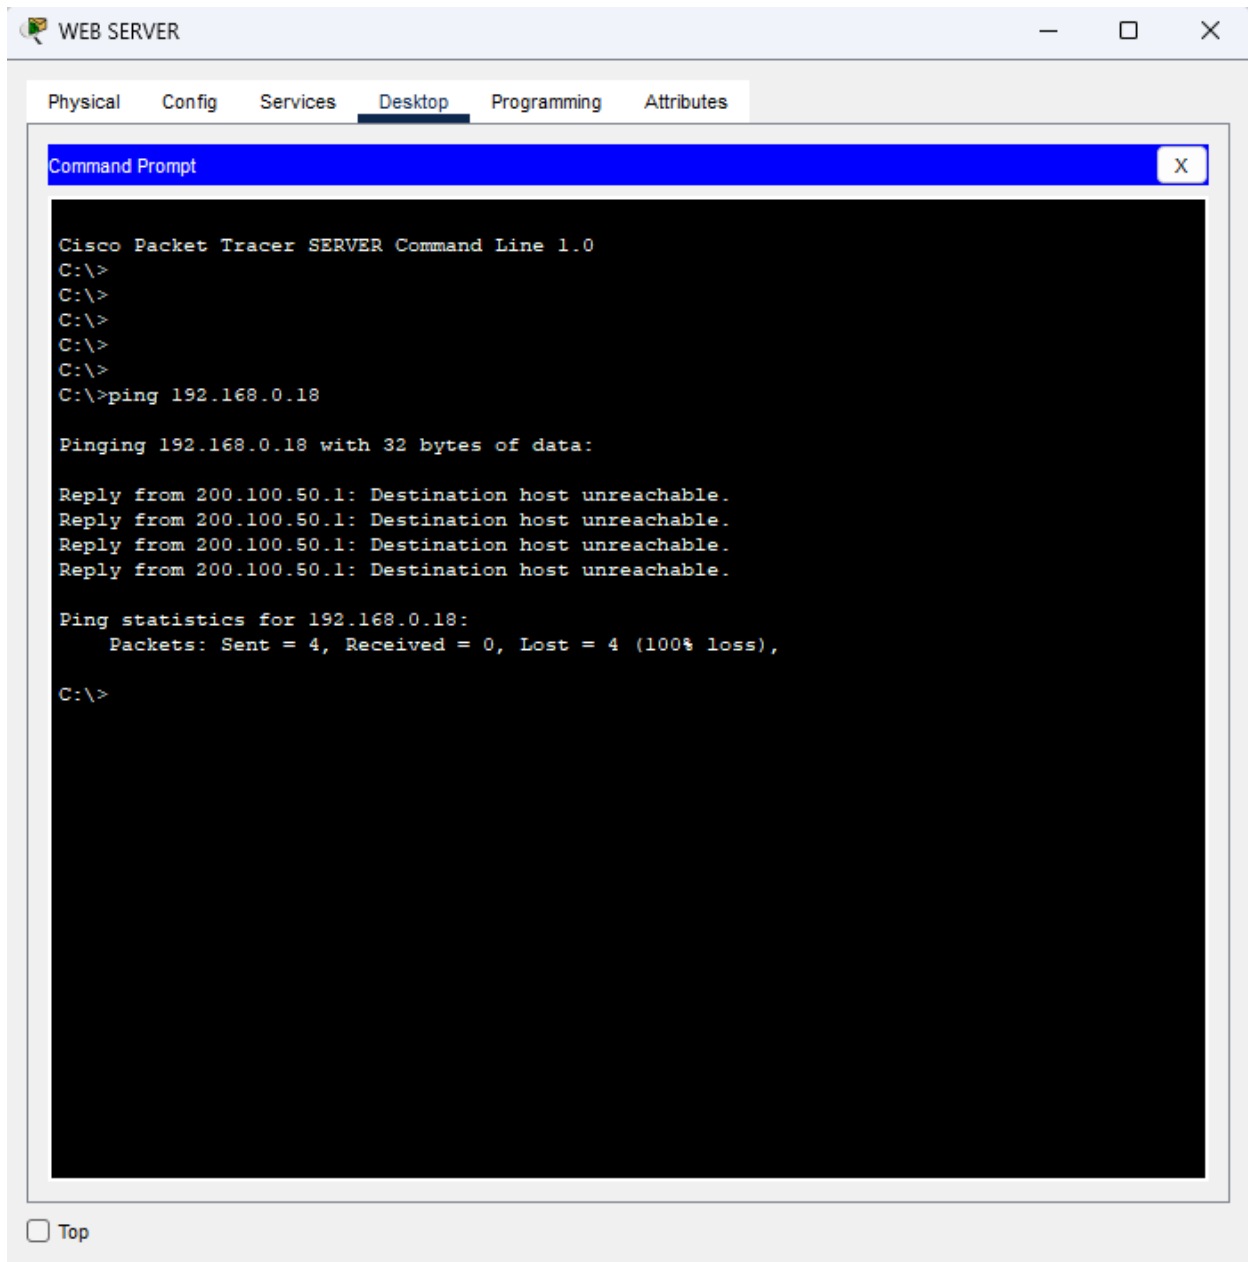 WEB SERVER
Physical Config Services Desktop Programming Attributes
Command Prompt X
Cisco Packet Tracer SERVER Command Line 1.0
C:\>
C:\>
C:\>
C:\>
C:\>
C:\>ping 192.168.0.18
Pinging 192.168.0.18 with 32 bytes of data:
Reply from 200.100.50.1: Destination host unreachable.
Reply from 200.100.50.1: Destination host unreachable.
Reply from 200.100.50.1: Destination host unreachable.
Reply from 200.100.50.1: Destination host unreachable.
Ping statistics for 192.168.0.18:
Packets: Sent = 4, Received = 0, Lost = 4 (100% loss),
C:\>
Top